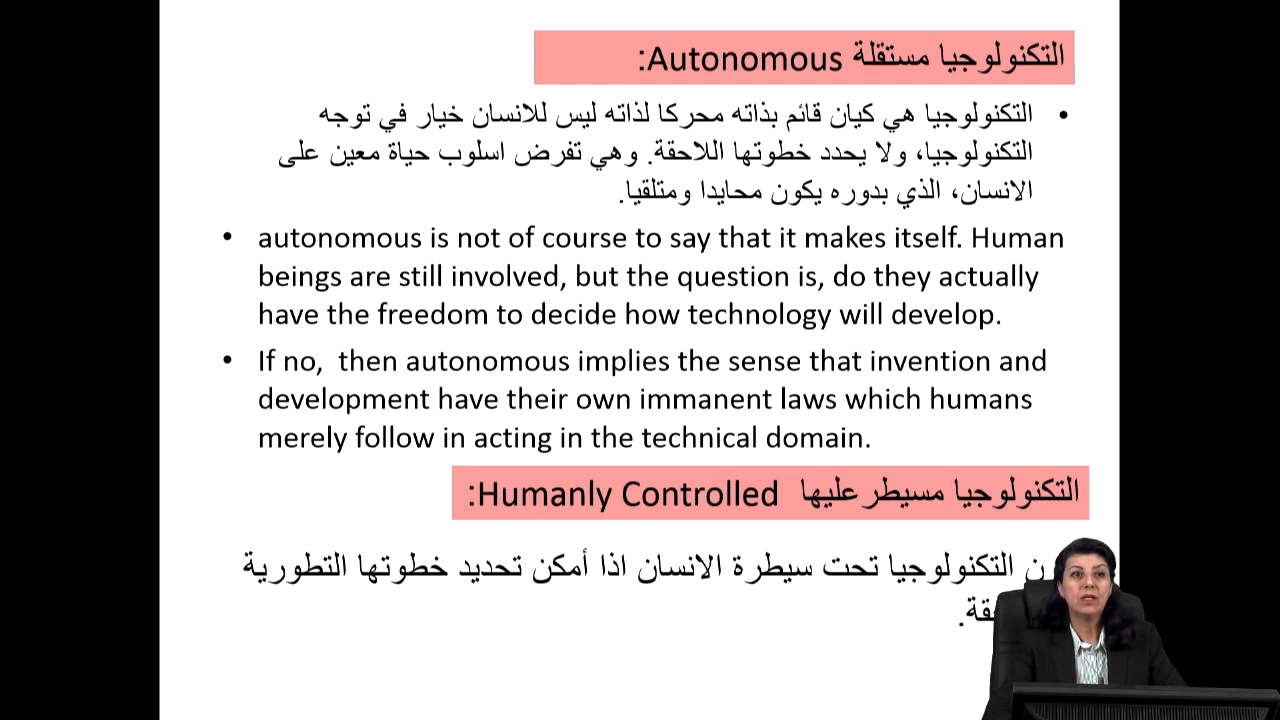 التكنولوجيا مستقلة Autonomous:
• التكنولوجيا هي كيان قائم بذاته محركا لذاته ليس للانسان خيار في توجه
التكنولوجيا، ولا يحدد خطوتها اللاحقة. وهي تفرض اسلوب حياة معين على
الانسان، الذي بدوره يكون محايدا ومتلقيا.
• autonomous is not of course to say that it makes itself. Human
beings are still involved, but the question is, do they actually
have the freedom to decide how technology will develop.
• If no,  then autonomous implies the sense that invention and
development have their own immanent laws which humans
merely follow in acting in the technical domain.
التكنولوجيا مسيطر عليها  Humanly Controlled:
التكنولوجيا تحت سيطرة الانسان اذا أمكن تحديد خطوتها التطورية